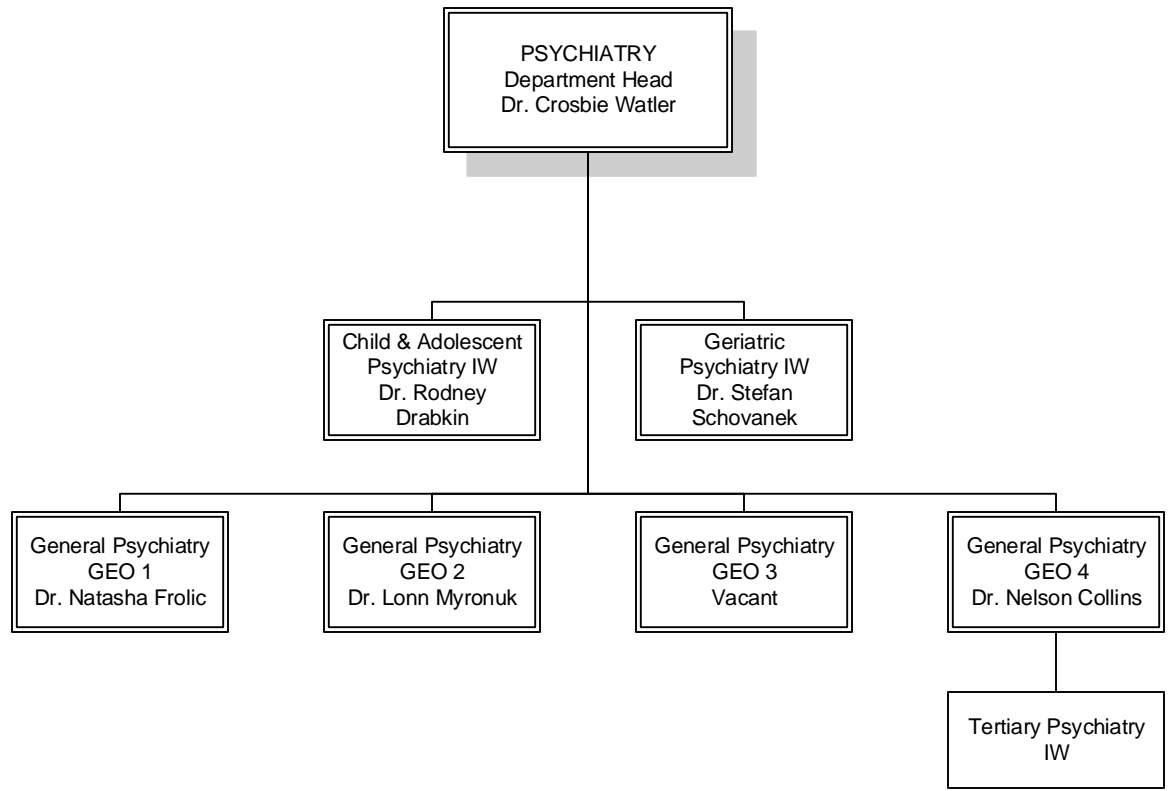 PSYCHIATRY
Department Head
Dr. Crosbie Watler
Child & Adolescent
Psychiatry IW
Dr. Rodney
Drabkin
Geriatric
Psychiatry IW
Dr. Stefan
Schovanek
General Psychiatry
GEO 1
Dr. Natasha Frolic
General Psychiatry
GEO 2
Dr. Lonn Myronuk
General Psychiatry
GEO 3
Vacant
General Psychiatry
GEO 4
Dr. Nelson Collins
Tertiary Psychiatry
IW